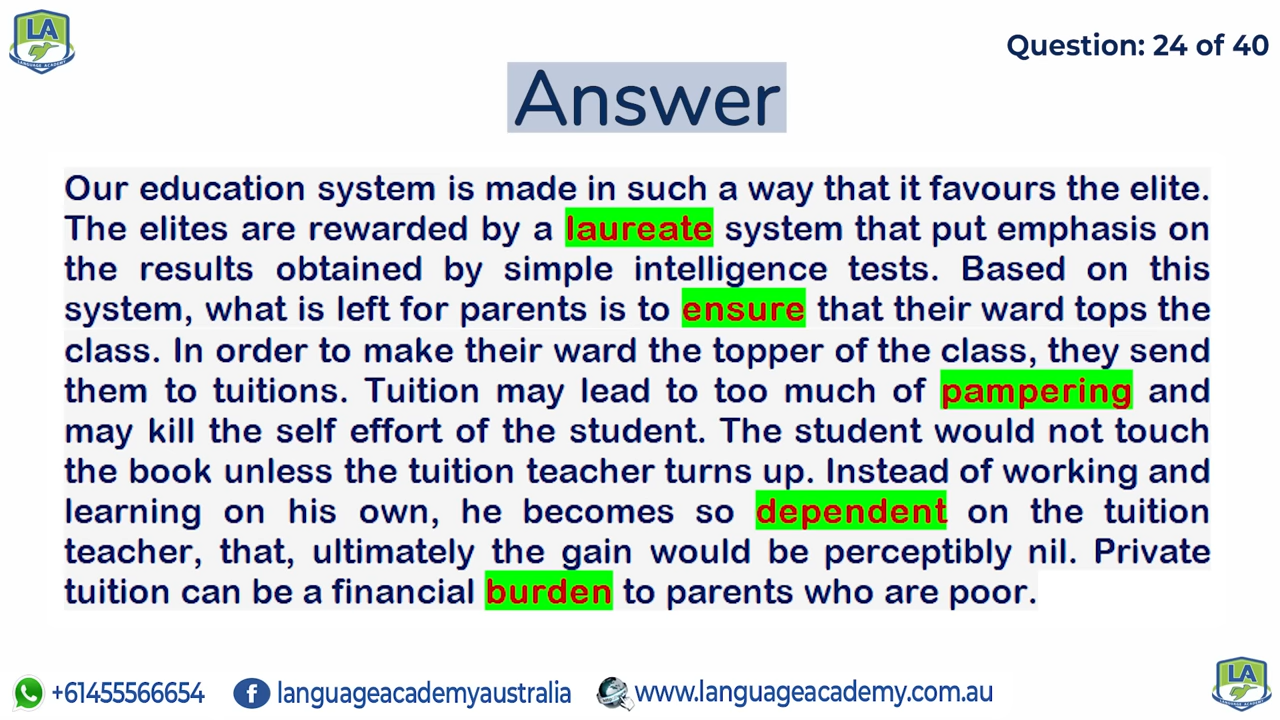 LA
LANGUAGE ACADEMY
Question: 24 of 40
Answer
Our education system is made in such a way that it favours the elite.
The elites are rewarded by a laureate system that put emphasis on
the results obtained by simple intelligence tests. Based on this
system, what is left for parents is to ensure that their ward tops the
class. In order to make their ward the topper of the class, they send
them to tuitions. Tuition may lead to too much of pampering and
may kill the self effort of the student. The student would not touch
the book unless the tuition teacher turns up. Instead of working and
learning on his own, he becomes so dependent on the tuition
teacher, that, ultimately the gain would be perceptibly nil. Private
tuition can be a financial burden to parents who are poor.
+61455566654 languageacademyaustralia www.languageacademy.com.au
LA
LANGUAGE ACADEMY